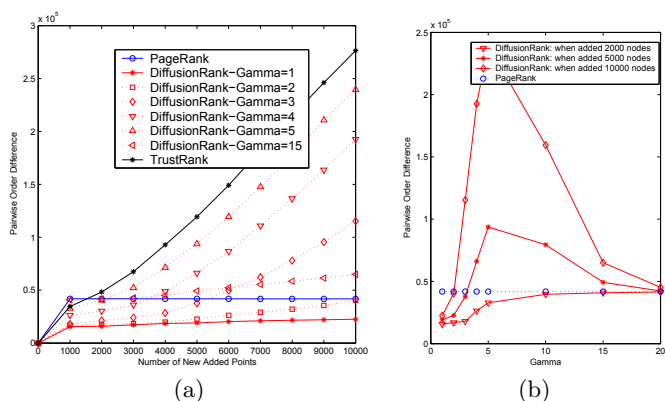 x 10^5
3
2.5
2
1.5
1
0.5
0
Pairwise Order Difference
PageRank
DiffusionRank−Gamma=1
DiffusionRank−Gamma=2
DiffusionRank−Gamma=3
DiffusionRank−Gamma=4
DiffusionRank−Gamma=5
DiffusionRank−Gamma=15
TrustRank
0 1000 2000 3000 4000 5000 6000 7000 8000 9000 10000
Number of New Added Points
(a)
x 10^5
2.5
2
1.5
1
0.5
0
Pairwise Order Difference
DiffusionRank: when added 2000 nodes
DiffusionRank: when added 5000 nodes
DiffusionRank: when added 10000 nodes
PageRank
0 5 10 15 20
Gamma
(b)